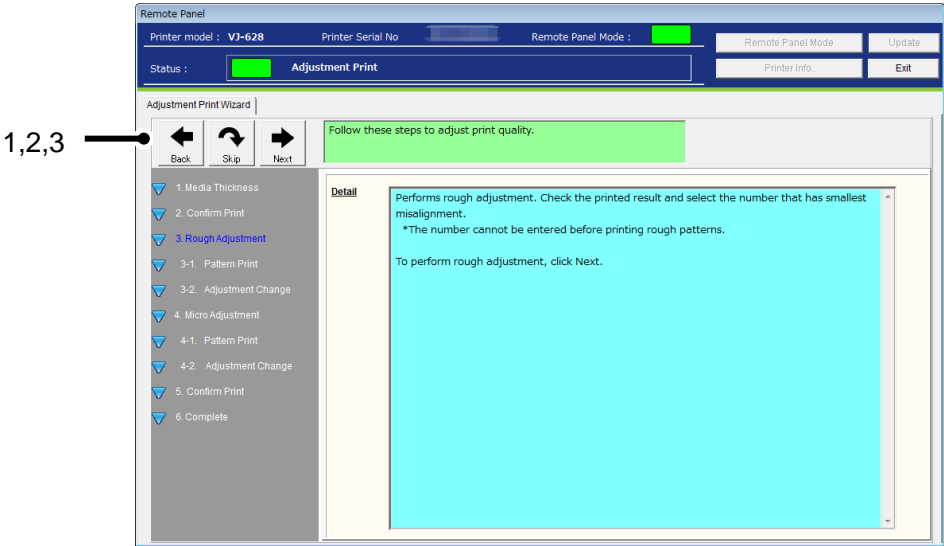 Remote Panel
Printer model : VJ-628 Printer Serial No Remote Panel Mode :
Remote Panel Mode Update
Status : Adjustment Print
Printer Info. Exit
Adjustment Print Wizard
1,2,3
Back Skip Next
Follow these steps to adjust print quality.
1. Media Thickness
2. Confirm Print
3. Rough Adjustment
3-1. Pattern Print
3-2. Adjustment Change
4. Micro Adjustment
4-1. Pattern Print
4-2. Adjustment Change
5. Confirm Print
6. Complete
Detail
Performs rough adjustment. Check the printed result and select the number that has smallest
misalignment.
*The number cannot be entered before printing rough patterns.
To perform rough adjustment, click Next.